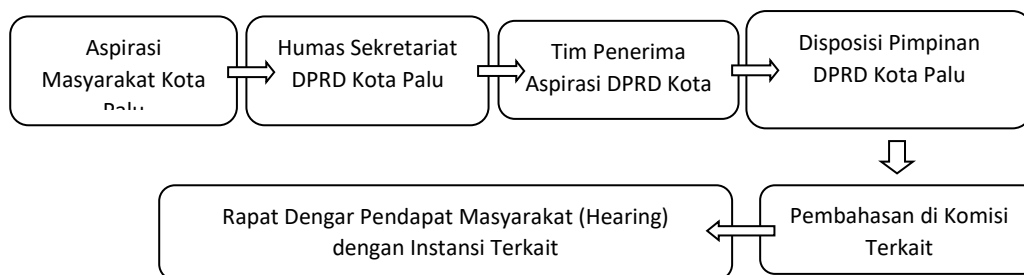 Aspirasi
Masyarakat Kota
Palu
Humas Sekretariat
DPRD Kota Palu
Tim Penerima
Aspirasi DPRD Kota
Disposisi Pimpinan
DPRD Kota Palu
Pembahasan di Komisi
Terkait
Rapat Dengar Pendapat Masyarakat (Hearing)
dengan Instansi Terkait